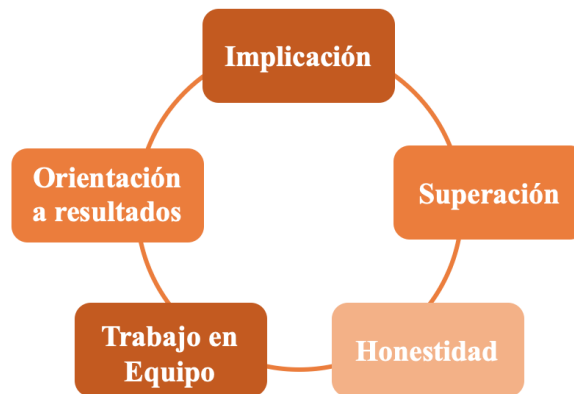 Implicación
Superación
Honestidad
Trabajo en
Equipo
Orientación
a resultados